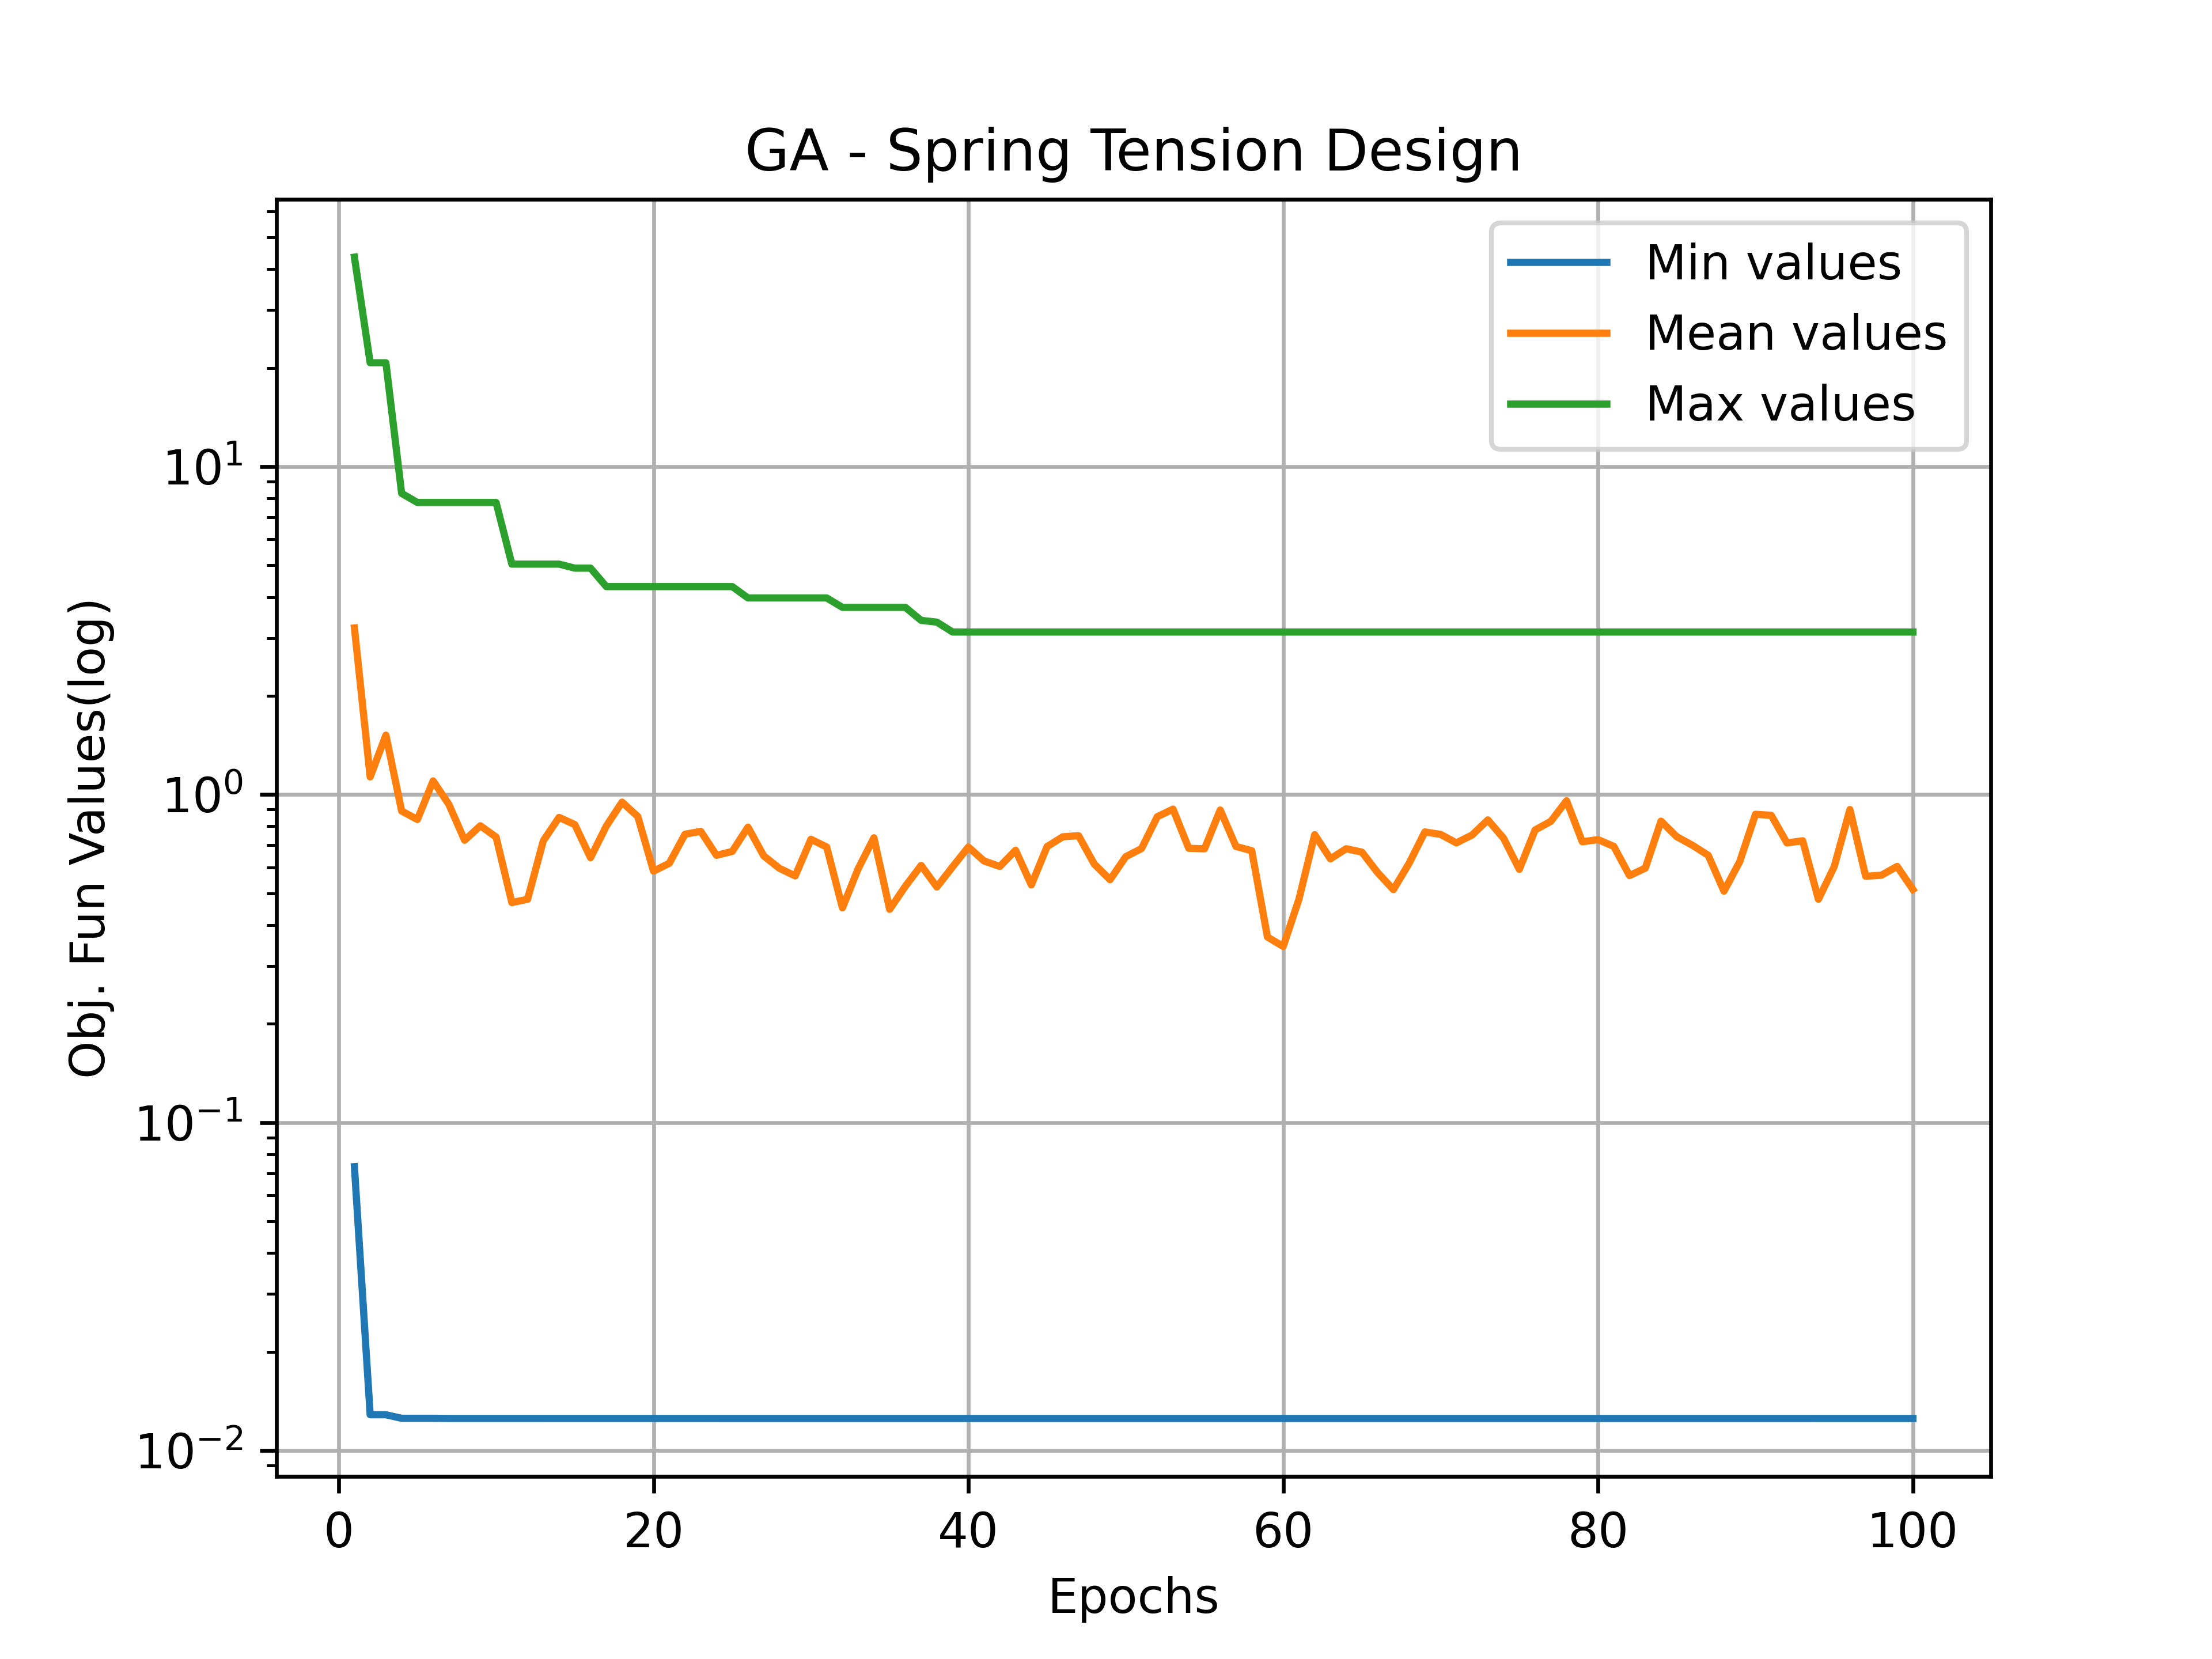 GA - Spring Tension Design
Min values
Mean values
Max values
10¹
10⁰
10⁻¹
10⁻²
Obj. Fun Values(log)
0 20 40 60 80 100
Epochs